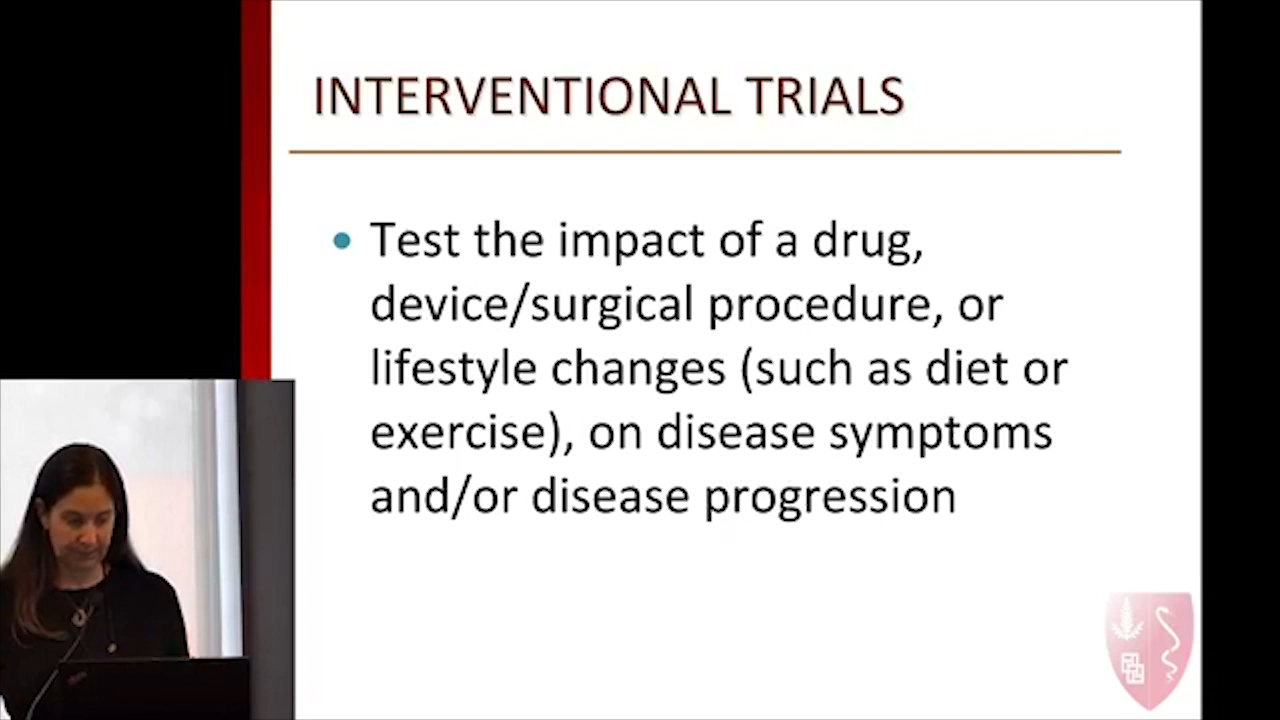 INTERVENTIONAL TRIALS
• Test the impact of a drug,
device/surgical procedure, or
lifestyle changes (such as diet or
exercise), on disease symptoms
and/or disease progression